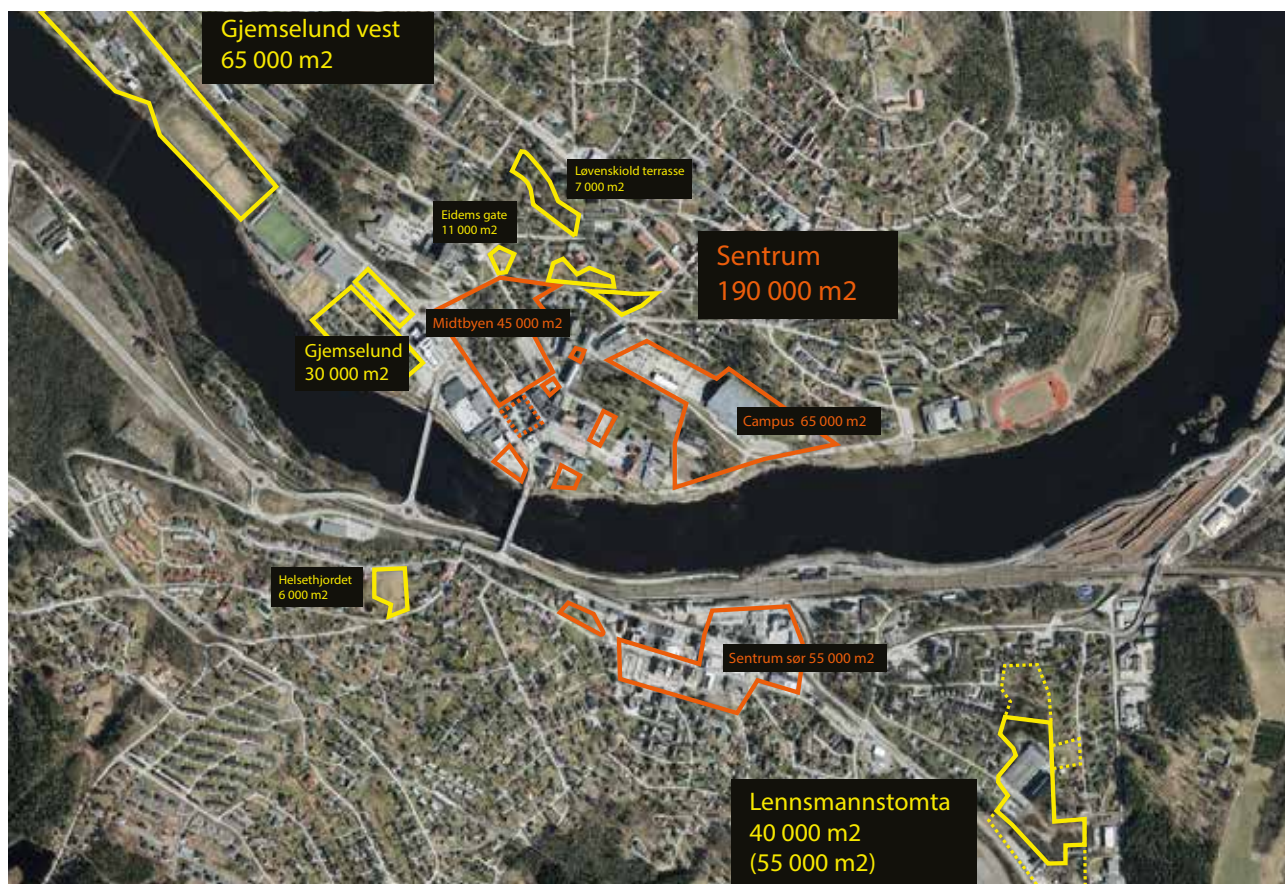 Gjemselund vest
65 000 m2
Løvenskiold terrasse
7 000 m2
Eidems gate
11 000 m2
Sentrum
190 000 m2
Midtbyen 45 000 m2
Gjemselund
30 000 m2
Campus 65 000 m2
Helsethjordet
6 000 m2
Sentrum sør 55 000 m2
Lennsmannstomta
40 000 m2
(55 000 m2)